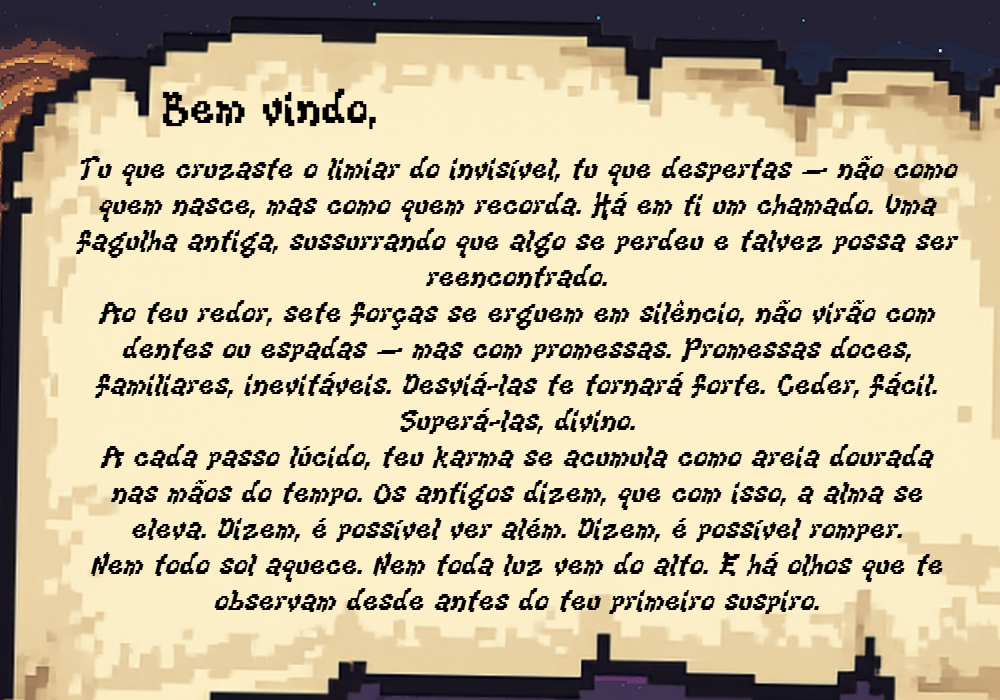 Bem vindo,
Tu que cruzaste o limiar do invisível, tu que despertas — não como
quem nasce, mas como quem recorda. Há em ti um chamado. Uma
fagulha antiga, sussurrando que algo se perdeu e talvez possa ser
reencontrado.
Ao teu redor, sete forças se erguem em silêncio, não virão com
dentes ou espadas — mas com promessas. Promessas doces,
familiares, inevitáveis. Desviá-las te tornará forte. Ceder, fácil.
Superá-las, divino.
A cada passo lúcido, teu karma se acumula como areia dourada
nas mãos do tempo. Os antigos dizem, que com isso, a alma se
eleva. Dizem, é possível ver além. Dizem, é possível romper.
Nem todo sol aquece. Nem toda luz vem do alto. E há olhos que te
observam desde antes do teu primeiro suspiro.